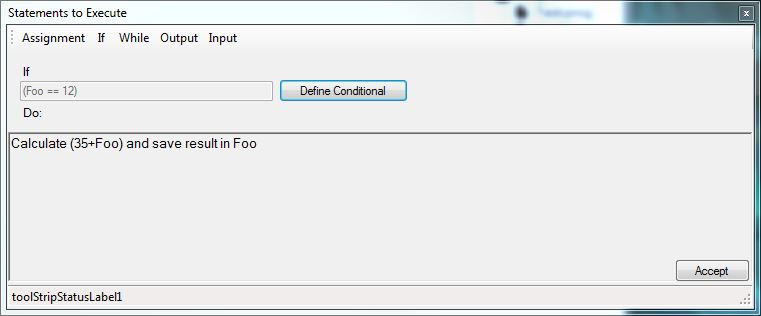 Statements to Execute
Assignment If While Output Input
If
(Foo == 12) Define Conditional
Do:
Calculate (35+Foo) and save result in Foo
Accept
toolStripStatusLabel1